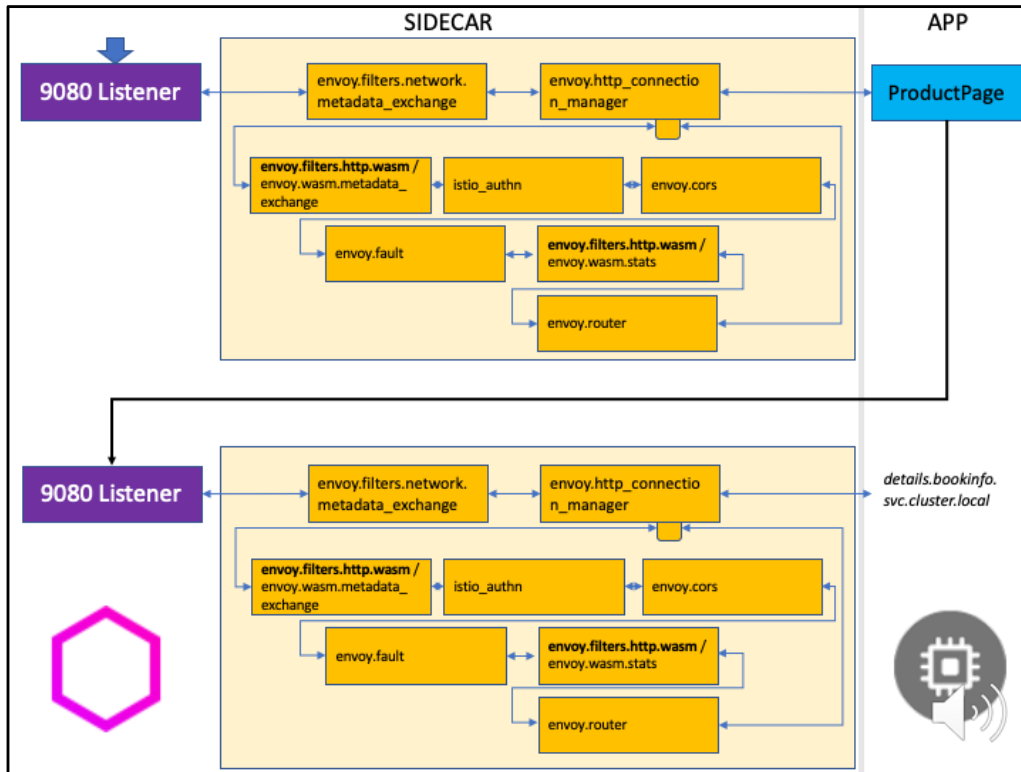 SIDECAR
APP
9080 Listener
envoy.filters.network.
metadata_exchange
envoy.http_connectio
n_manager
ProductPage
envoy.filters.http.wasm /
envoy.wasm.metadata_
exchange
istio_authn
envoy.cors
envoy.fault
envoy.filters.http.wasm /
envoy.wasm.stats
envoy.router
9080 Listener
envoy.filters.network.
metadata_exchange
envoy.http_connectio
n_manager
details.bookinfo.
svc.cluster.local
envoy.filters.http.wasm /
envoy.wasm.metadata_
exchange
istio_authn
envoy.cors
envoy.fault
envoy.filters.http.wasm /
envoy.wasm.stats
envoy.router